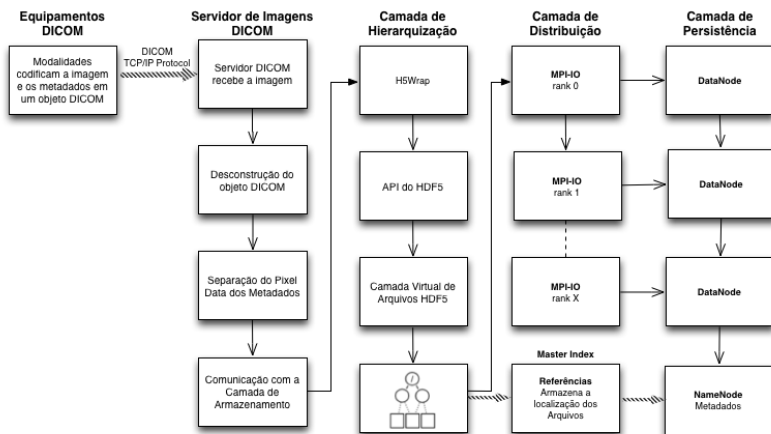 Equipamentos
DICOM
Modalidades
codificam a imagem
e os metadados em
um objeto DICOM
DICOM
TCP/IP Protocol
Servidor de Imagens
DICOM
Servidor DICOM
recebe a imagem
Desconstrução do
objeto DICOM
Separação do Pixel
Data dos Metadados
Comunicação com a
Camada de
Armazenamento
Camada de
Hierarquização
H5Wrap
API do HDF5
Camada Virtual de
Arquivos HDF5
/
Camada de
Distribuição
MPI-IO
rank 0
MPI-IO
rank 1
MPI-IO
rank X
Master Index
Referências
Armazena a
localização dos
Arquivos
Camada de
Persistência
DataNode
DataNode
DataNode
NameNode
Metadados